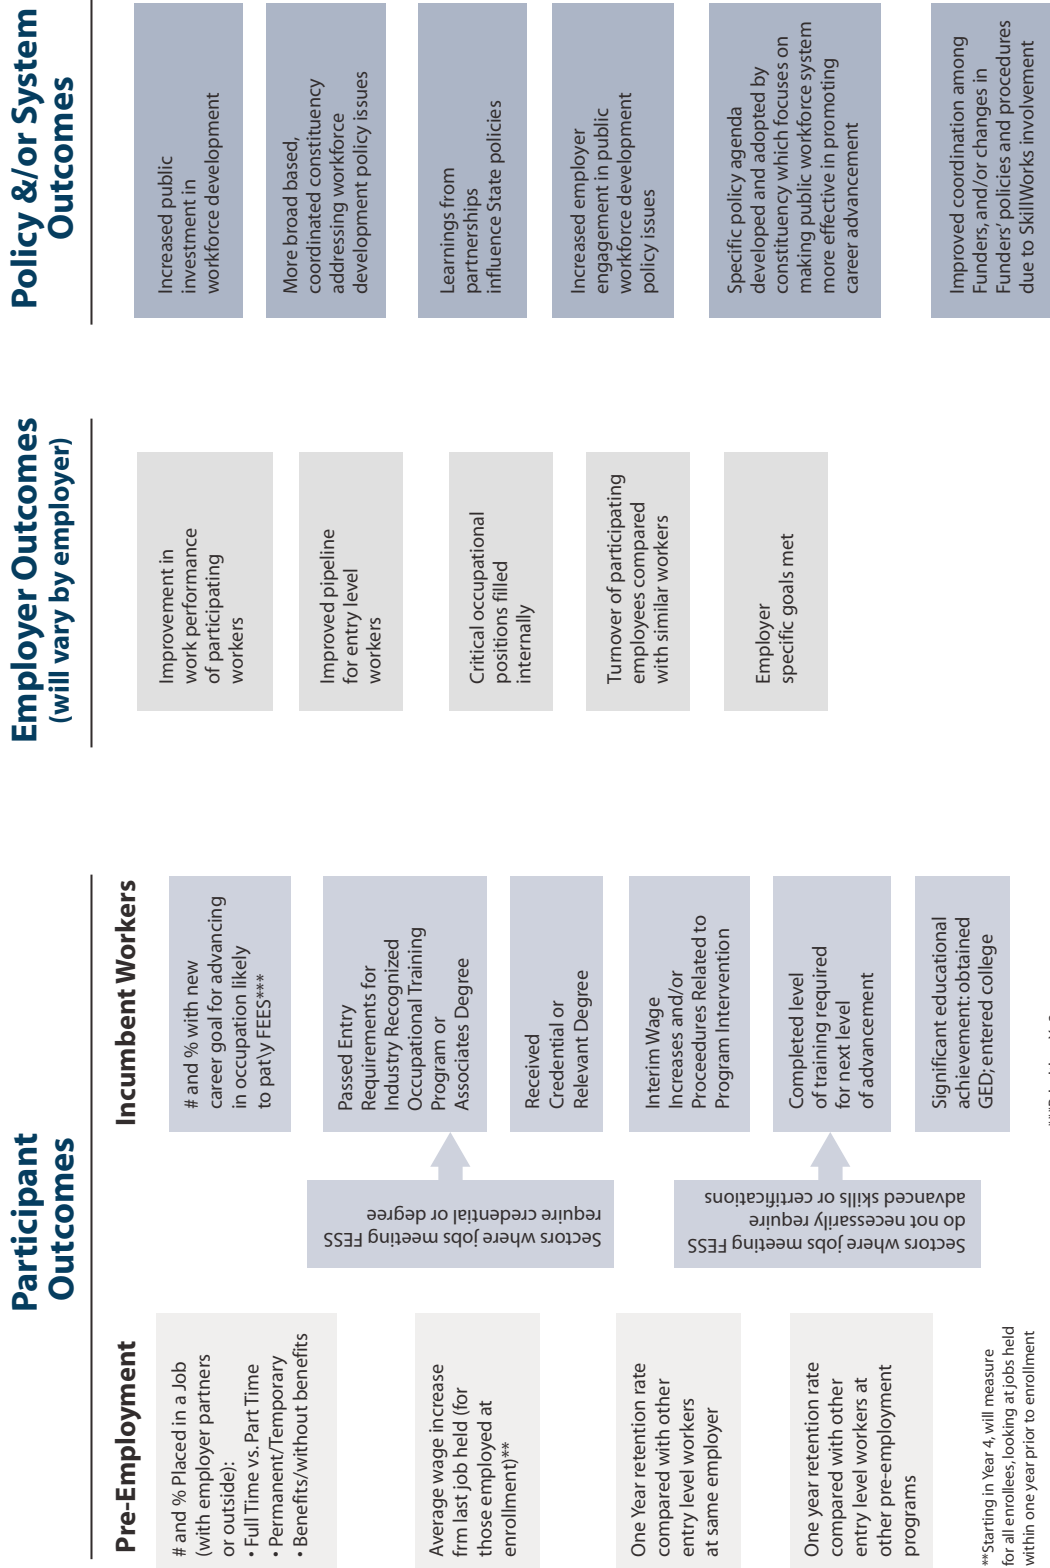 Participant
Outcomes
Pre-Employment
# and % Placed in a Job
(with employer partners
or outside):
• Full Time vs. Part Time
• Permanent/Temporary
• Benefits/without benefits
Average wage increase
frm last job held (for
those employed at
enrollment)**
One Year retention rate
compared with other
entry level workers
at same employer
One year retention rate
compared with other
entry level workers at
other pre-employment
programs
**Starting in Year 4, will measure
for all enrollees, looking at jobs held
within one year prior to enrollment
Sectors where jobs meeting FESS
require credential or degree
Sectors where jobs meeting FESS
do not necessarily require
advanced skills or certifications
Incumbent Workers
# and % with new
career goal for advancing
in occupation likely
to pat\y FEES***
Passed Entry
Requirements for
Industry Recognized
Occupational Training
Program or
Associates Degree
Received
Credential or
Relevant Degree
Interim Wage
Increases and/or
Proceedures Related to
Program Intervention
Completed level
of training required
for next level
of advancement
Significant educational
achievement: obtained
GED; entered college
Employer Outcomes
(will vary by employer)
Improvement in
work performance
of participating
workers
Improved pipeline
for entry level
workers
Critical occupational
positions filled
internally
Turnover of participating
employees compared
with similar workers
Employer
specific goals met
Policy &/or System
Outcomes
Increased public
investment in
workforce development
More broad based,
coordinated constituency
addressing workforce
development policy issues
Learnings from
partnerships
influence State policies
Increased employer
engagement in public
workforce development
policy issues
Specific policy agenda
developed and adopted by
constituency which focuses on
making public workforce system
more effective in promoting
career advancement
Improved coordination among
Funders, and/or changes in
Funders' policies and procedures
due to SkillWorks involvement